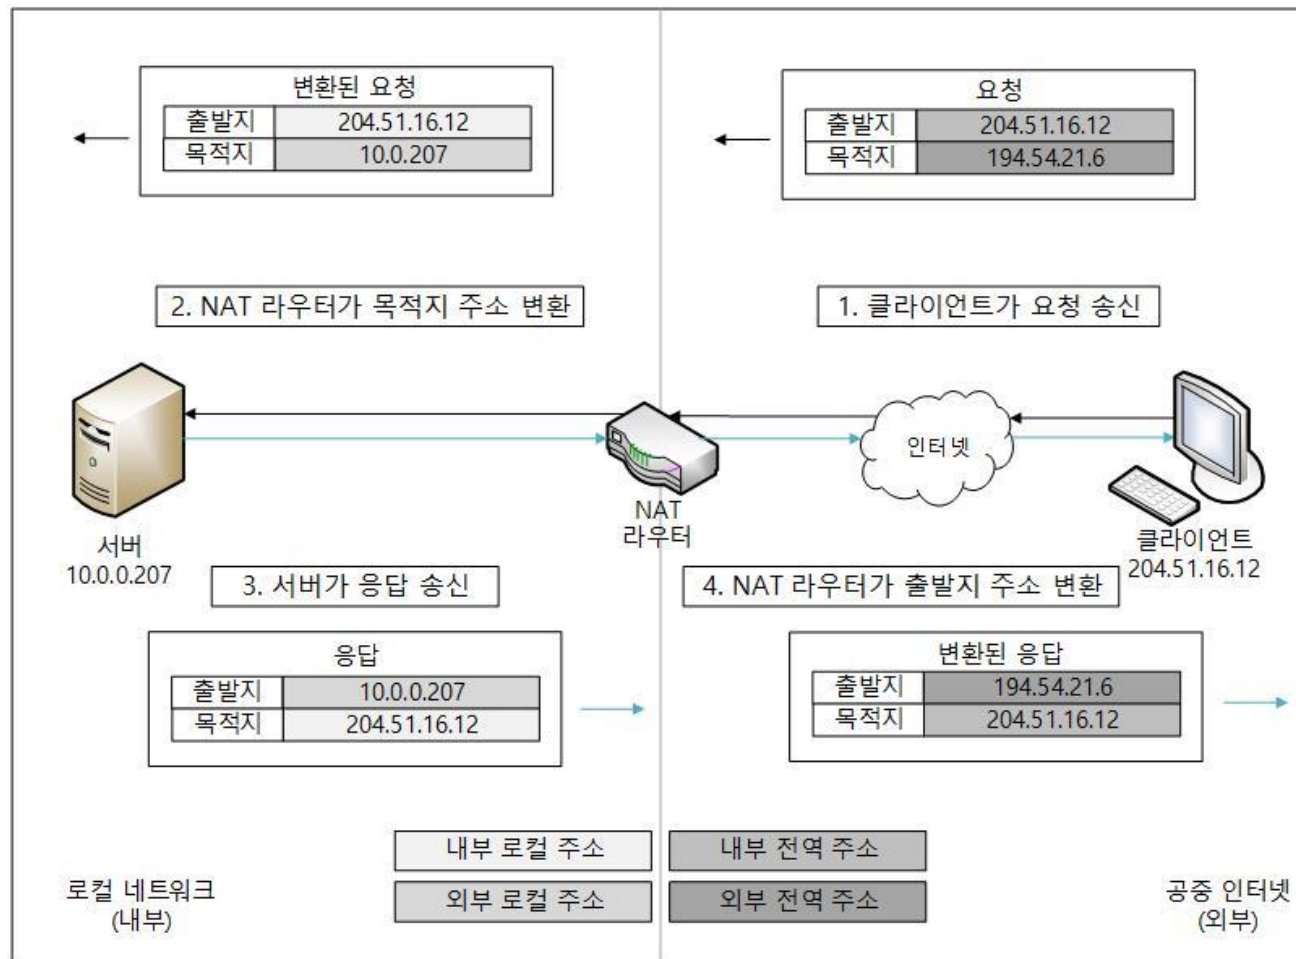 변환된 요청
출발지 204.51.16.12
목적지 10.0.207
요청
출발지 204.51.16.12
목적지 194.54.21.6
2. NAT 라우터가 목적지 주소 변환
1. 클라이언트가 요청 송신
인터넷
서버
10.0.0.207
NAT
라우터
클라이언트
204.51.16.12
3. 서버가 응답 송신
4. NAT 라우터가 출발지 주소 변환
응답
출발지 10.0.0.207
목적지 204.51.16.12
변환된 응답
출발지 194.54.21.6
목적지 204.51.16.12
내부 로컬 주소
내부 전역 주소
외부 로컬 주소
외부 전역 주소
로컬 네트워크
(내부)
공중 인터넷
(외부)